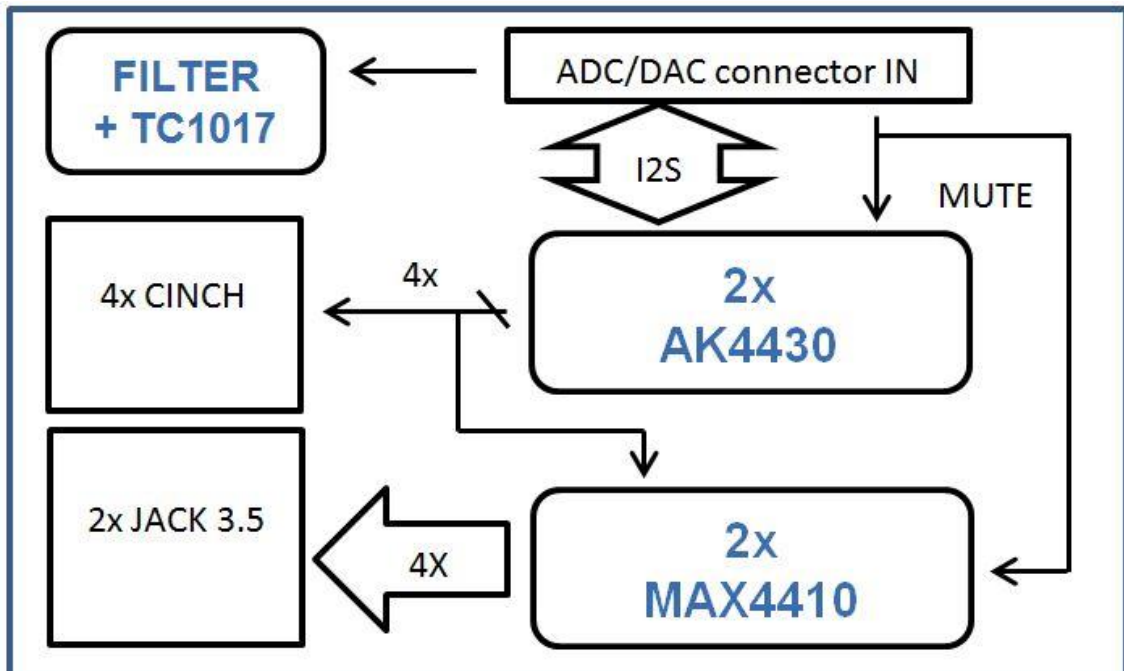 FILTER
+ TC1017
ADC/DAC connector IN
I2S
MUTE
4x CINCH
4x
2x
AK4430
2x JACK 3.5
4X
2x
MAX4410